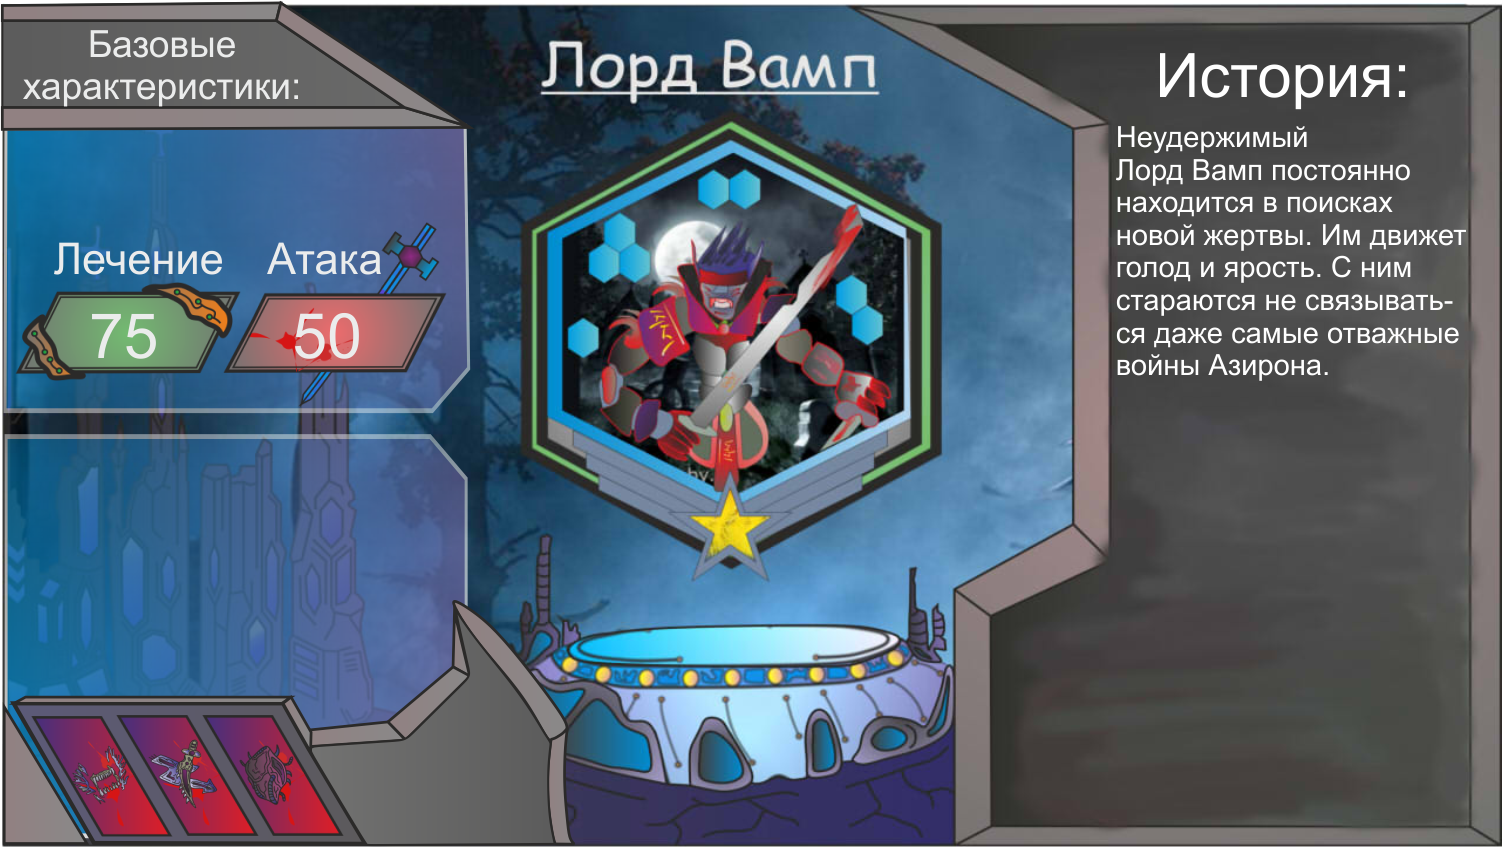 Базовые
характеристики:
Лорд Вамп
История:
Неудержимый
Лорд Вамп постоянно
находится в поисках
новой жертвы. Им движет
голод и ярость. С ним
стараются не связывать-
ся даже самые отважные
войны Азирона.
Лечение
Атака
75
50
by.